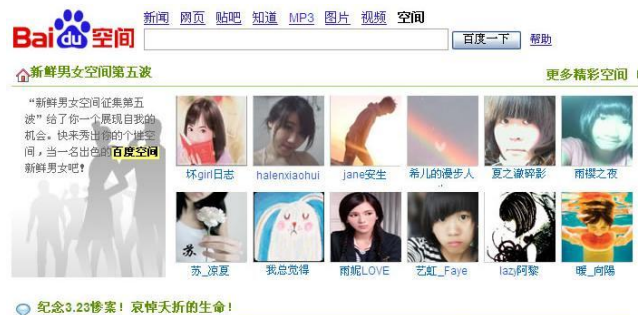 Bai du 空间
新闻 网页 贴吧 知道 MP3 图片 视频 空间
百度一下 帮助
新鲜男女空间第五波
更多精彩空间
“新鲜男女空间征集第五
波”给了你一个展现自我的
机会。快来秀出你的个性空
间，当一名出色的百度空间
新鲜男女吧!
坏girl日志 halenxiaohui jane安生 希儿的漫步人 夏之澈碎影 雨樱之夜
苏
苏_凉夏 我总觉得 雨妮LOVE 艺虹_Faye lazy阿黎 暖_向陽
纪念3.23惨案！哀悼夭折的生命！